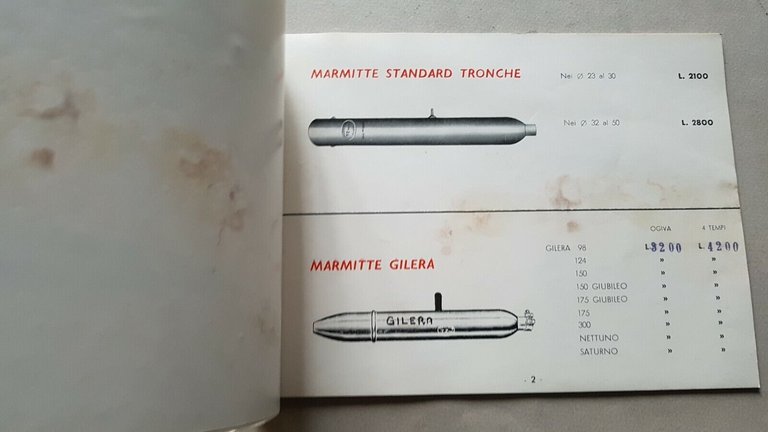 MARMITTE STANDARD TRONCHE
Nei Ø 23 al 30 L. 2100
Nei Ø 32 al 50 L. 2800
MARMITTE GILERA
OGIVA 4 TEMPI
GILERA 98 L. 3200 L. 4200
124 » »
150 » »
150 GIUBILEO » »
175 GIUBILEO » »
175 » »
300 » »
NETTUNO » »
SATURNO » »
GILERA
- 2 -